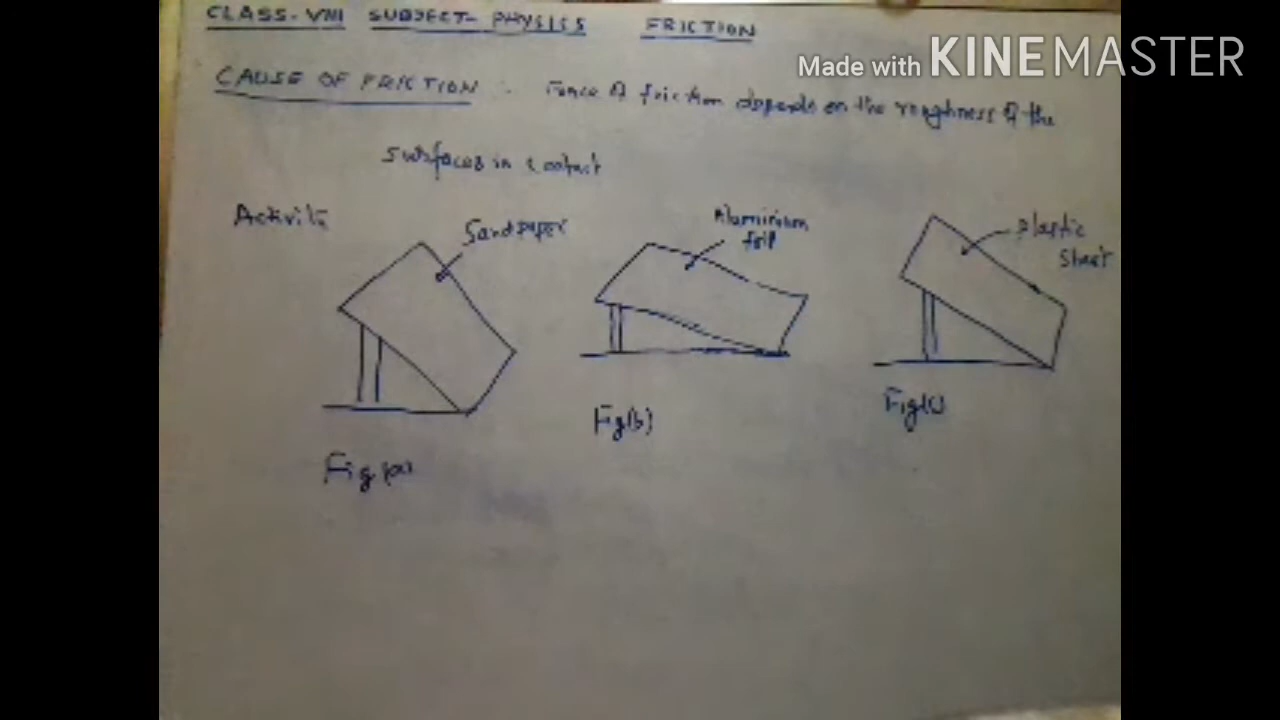 CLASS-VIII SUBJECT- PHYSICS FRICTION
Made with KINEMASTER
CAUSE OF FRICTION :- Force of friction depends on the roughness of the
surfaces in contact
Activity
Sandpaper
Aluminium
foil
Plastic
Sheet
Fig(a)
Fig(b)
Fig(c)